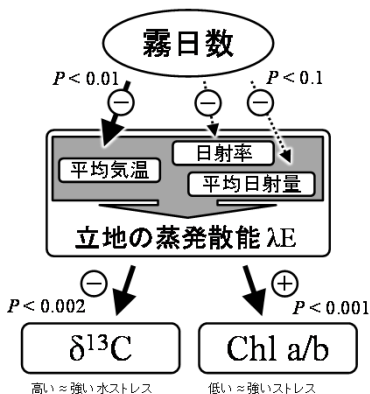 霧日数
P < 0.01
P < 0.1
− − −
日射率
平均気温
平均日射量
立地の蒸発散能 λE
− +
P < 0.002
P < 0.001
δ¹³C
Chl a/b
高い ≈ 強い水ストレス
低い ≈ 強いストレス